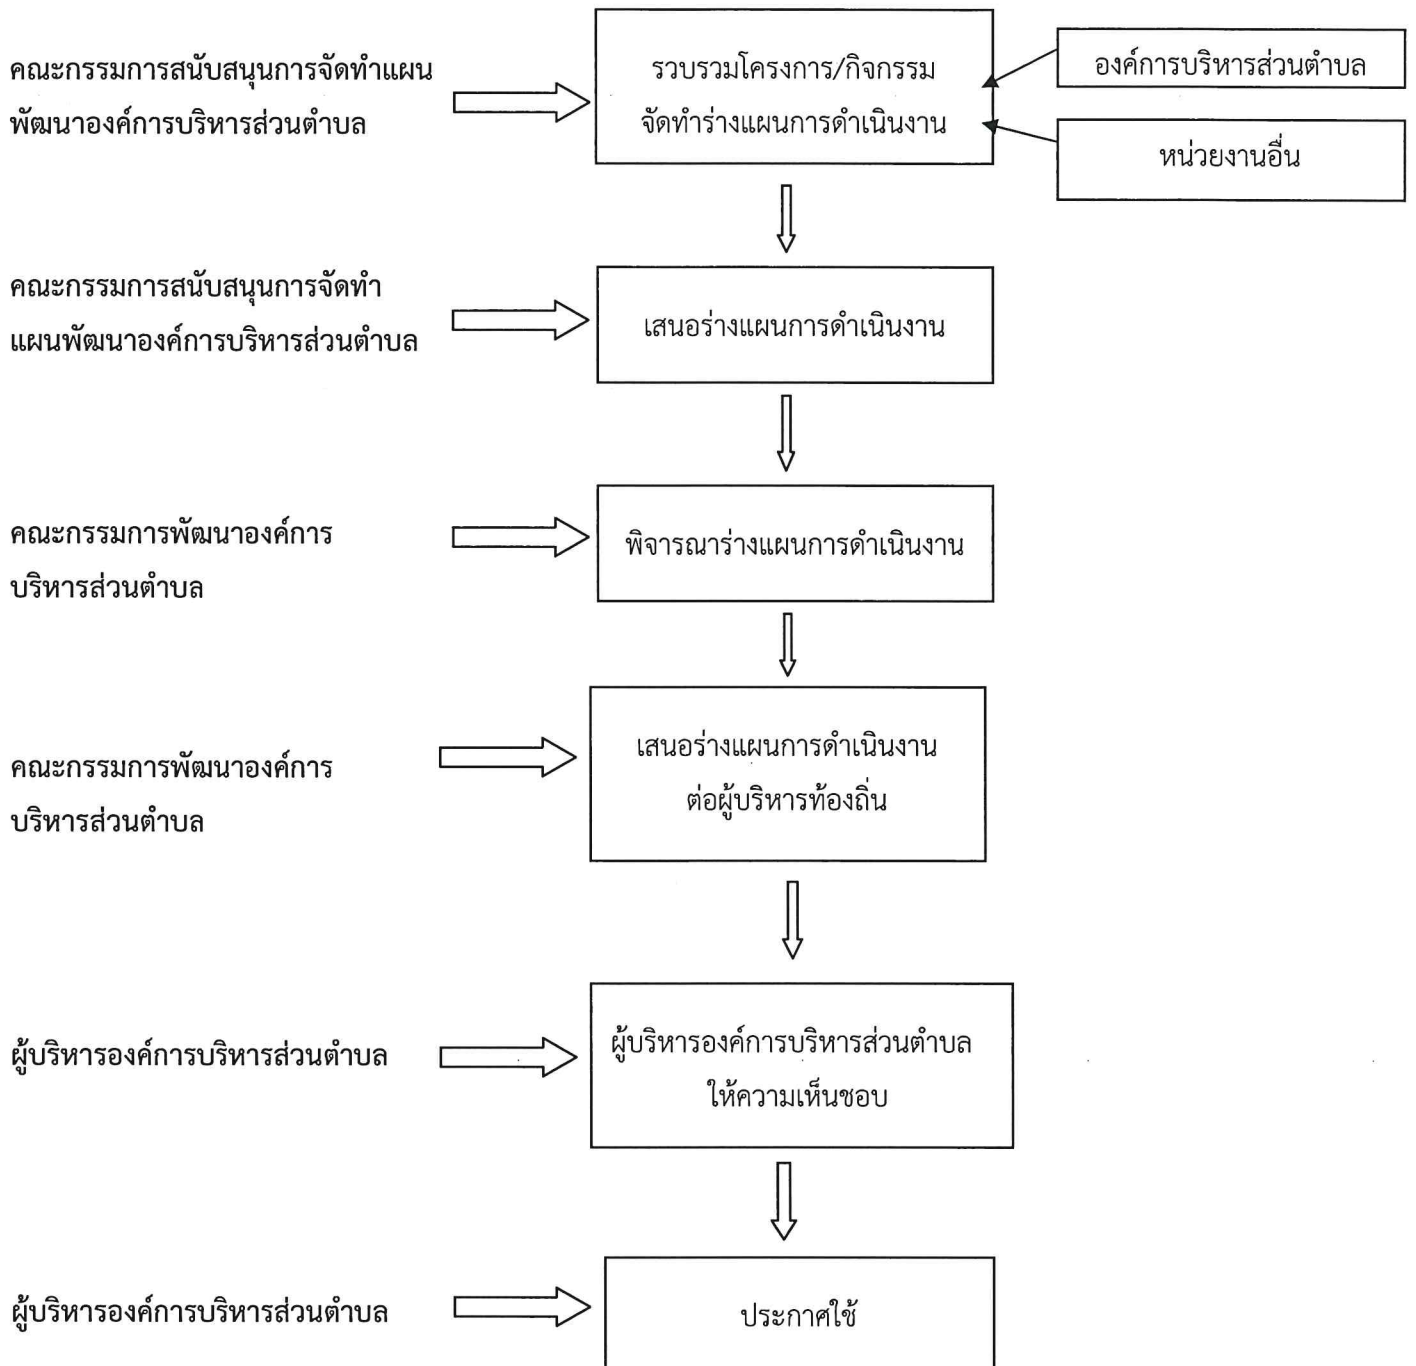 คณะกรรมการสนับสนุนการจัดทำแผน
พัฒนาองค์การบริหารส่วนตำบล
รวบรวมโครงการ/กิจกรรม
จัดทำร่างแผนการดำเนินงาน
องค์การบริหารส่วนตำบล
หน่วยงานอื่น
คณะกรรมการสนับสนุนการจัดทำ
แผนพัฒนาองค์การบริหารส่วนตำบล
เสนอร่างแผนการดำเนินงาน
คณะกรรมการพัฒนาองค์การ
บริหารส่วนตำบล
พิจารณาร่างแผนการดำเนินงาน
คณะกรรมการพัฒนาองค์การ
บริหารส่วนตำบล
เสนอร่างแผนการดำเนินงาน
ต่อผู้บริหารท้องถิ่น
ผู้บริหารองค์การบริหารส่วนตำบล
ผู้บริหารองค์การบริหารส่วนตำบล
ให้ความเห็นชอบ
ผู้บริหารองค์การบริหารส่วนตำบล
ประกาศใช้